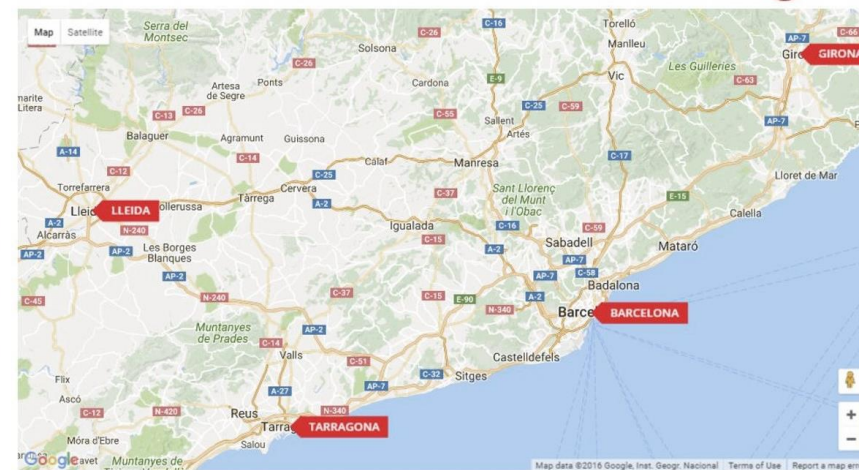 Map Satellite
Serra del
Montsec
C-26
C-16
Torelló
Manlleu
AP-7
C-66
GIRONA
Solsona
C-26
Vic
Les Guilleries
C-63
Artesa
de Segre
Ponts
Cardona
E-9
C-13
C-26
C-55
Sallent
C-25
C-59
Artés
AP-7
Balaguer
Agramunt
Guissona
A-14
C-14
Calaf
Manresa
C-17
C-12
Torrefarrera
C-25
Cervera
Tàrrega
A-2
C-37
Sant Llorenç
del Munt
i l'Obac
E-15
Lloret de Mar
LLEIDA
Calella
A-2
Alcarràs
N-240
Igualada
C-15
C-16
C-59
Sabadell
Mataró
AP-2
AP-2
Les Borges
Blanques
A-2
AP-7
AP-7
C-58
AP-2
Badalona
C-45
N-240
C-37
C-15
E-90
A-2
N-340
BARCELONA
Muntanyes
de Prades
AP-2
C-14
Valls
C-51
Castelldefels
Flix
Ascó
A-27
AP-7
C-32
Sitges
C-12
N-420
Reus
N-340
TARRAGONA
Salou
Móra d'Ebre
Google
Muntanyes de
Map data ©2016 Google, Inst. Geogr. Nacional Terms of Use Report a map